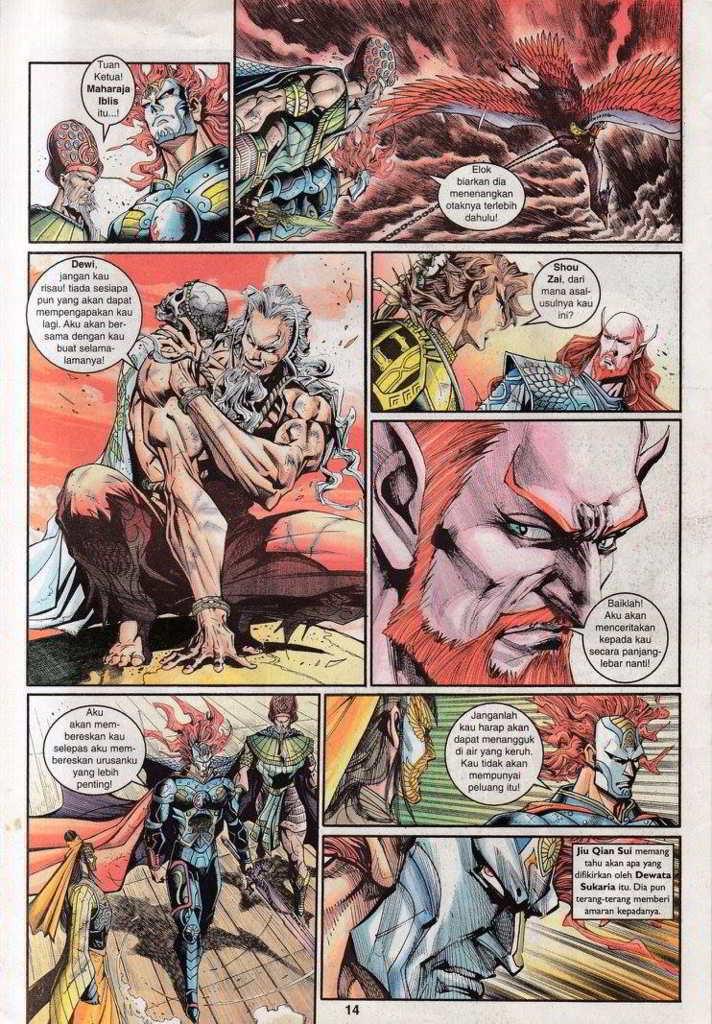 Tuan
Ketua!
Maharaja
Iblis
itu...!
Elok
biarkan dia
menenangkan
otaknya terlebih
dahulu!
Dewi,
jangan kau
risau! tiada sesiapa
pun yang akan dapat
mempengapakan kau
lagi. Aku akan ber-
sama dengan kau
buat selama-
lamanya!
Shou
Zai, dari
mana asal-
usulnya kau
ini?
Baiklah!
Aku akan
menceritakan
kepada kau
secara panjang-
lebar nanti!
Aku
akan mem-
bereskan kau
selepas aku mem-
bereskan urusanku
yang lebih
penting!
Janganlah
kau harap akan
dapat menangguk
di air yang keruh.
Kau tidak akan
mempunyai
peluang itu!
Jiu Qian Sui memang
tahu akan apa yang
difikirkan oleh Dewata
Sukaria itu. Dia pun
terang-terang memberi
amaran kepadanya.
14